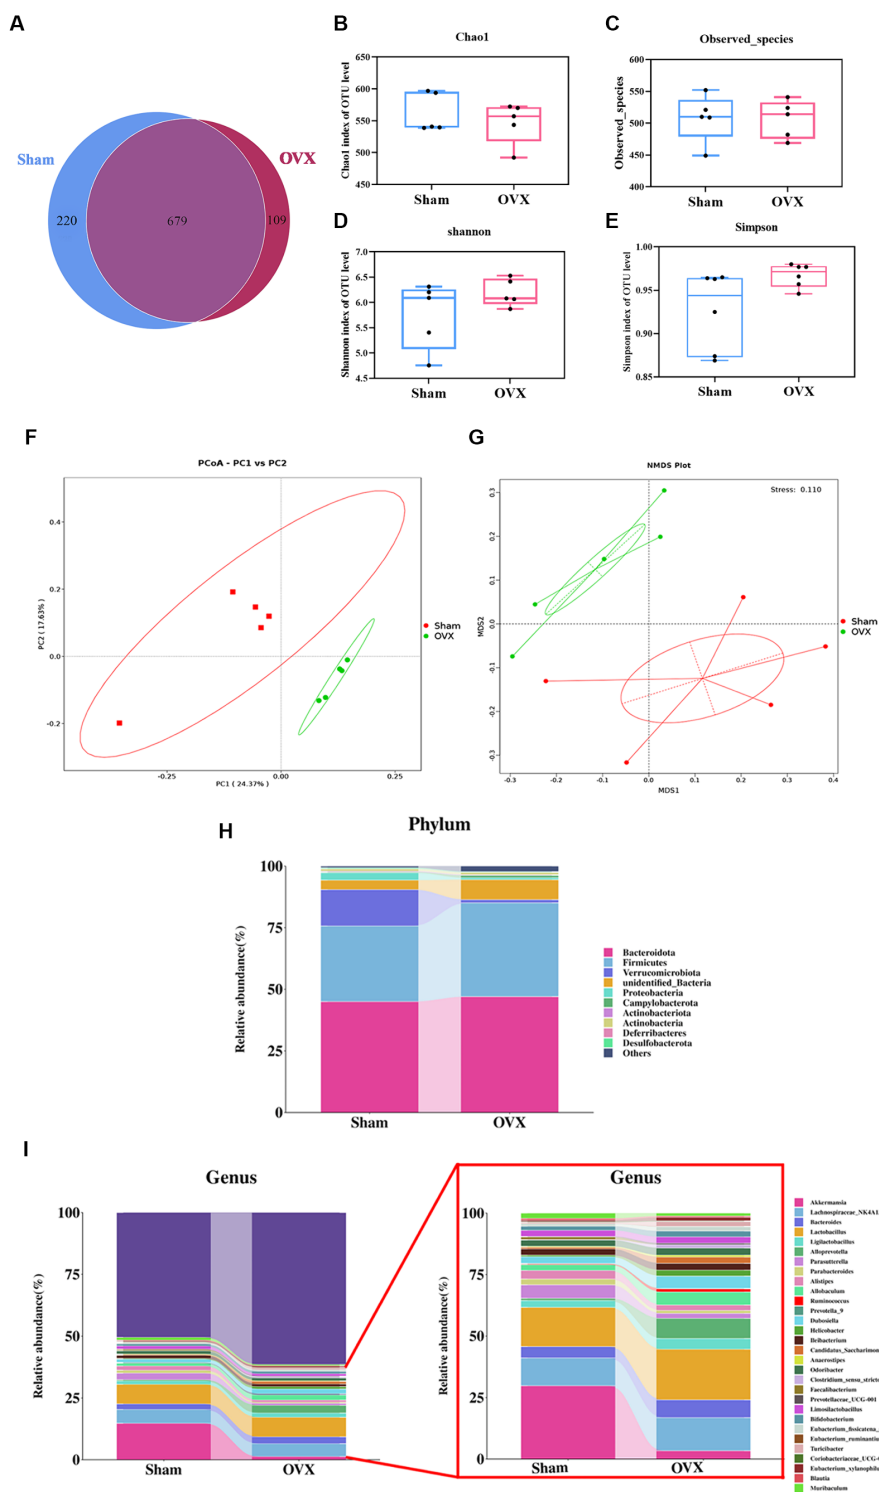 A
Sham
OVX
220
679
109
B
Chao1
Chao1 index of OTU level
650
600
550
500
450
Sham
OVX
C
Observed_species
Observed_species
600
550
500
450
400
Sham
OVX
D
shannon
Shannon index of OTU level
7.0
6.5
6.0
5.5
5.0
4.5
Sham
OVX
E
Simpson
Simpson index of OTU level
1.00
0.95
0.90
0.85
Sham
OVX
F
PCoA - PC1 vs PC2
PC2 ( 17.63% )
0.4
0.2
0.0
-0.2
-0.25
0.00
0.25
PC1 ( 24.37% )
Sham
OVX
G
NMDS Plot
Stress: 0.110
MDS2
0.3
0.2
0.1
0.0
-0.1
-0.2
-0.3
-0.3
-0.2
-0.1
0.0
0.1
0.2
0.3
0.4
MDS1
Sham
OVX
H
Phylum
Relative abundance(%)
100
75
50
25
0
Sham
OVX
Bacteroidota
Firmicutes
Verrucomicrobiota
unidentified_Bacteria
Proteobacteria
Campylobacterota
Actinobacteriota
Actinobacteria
Deferribacteres
Desulfobacterota
Others
I
Genus
Relative abundance(%)
100
75
50
25
0
Sham
OVX
Genus
Relative abundance(%)
100
75
50
25
0
Sham
OVX
Akkermansia
Lachnospiraceae_NK4A1
Bacteroides
Lactobacillus
Ligilactobacillus
Alloprevotella
Parasutterella
Parabacteroides
Alistipes
Allobaculum
Ruminococcus
Prevotella_9
Dubosiella
Helicobacter
Ileibacterium
Candidatus_Saccharimon
Anaerostipes
Odoribacter
Clostridium_sensu_stricto
Faecalibacterium
Prevotellaceae_UCG-001
Limosilactobacillus
Bifidobacterium
Eubacterium_fissicatena_
Eubacterium_ruminantiu
Turicibacter
Coriobacteriaceae_UCG-
Eubacterium_xylanophilu
Blautia
Muribaculum